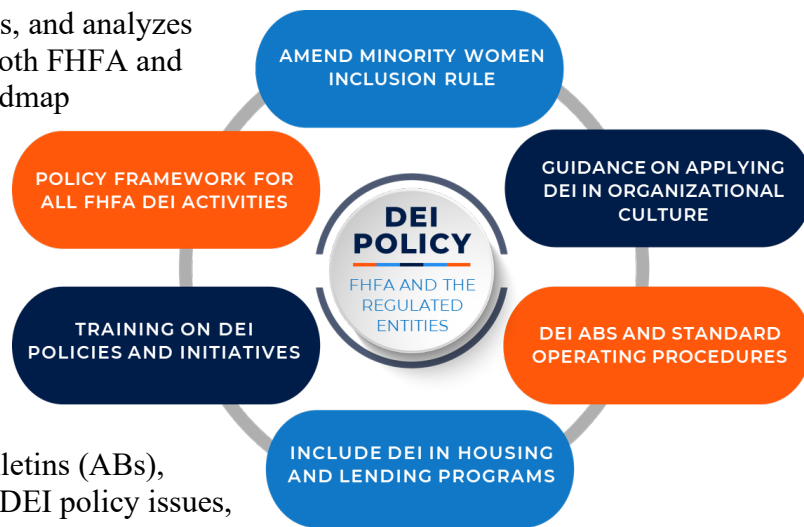 s, and analyzes
oth FHFA and
dmap
AMEND MINORITY WOMEN
INCLUSION RULE
POLICY FRAMEWORK FOR
ALL FHFA DEI ACTIVITIES
GUIDANCE ON APPLYING
DEI IN ORGANIZATIONAL
CULTURE
DEI
POLICY
FHFA AND THE
REGULATED
ENTITIES
TRAINING ON DEI
POLICIES AND INITIATIVES
DEI ABS AND STANDARD
OPERATING PROCEDURES
INCLUDE DEI IN HOUSING
AND LENDING PROGRAMS
lletins (ABs),
DEI policy issues,